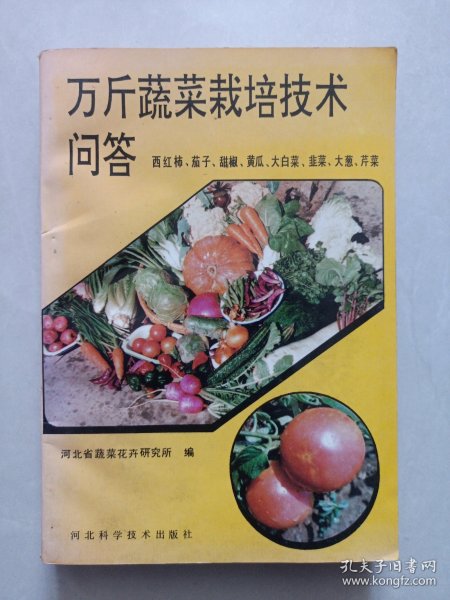 万斤蔬菜栽培技术
问答
西红柿、茄子、甜椒、黄瓜、大白菜、韭菜、大葱、芹菜
河北省蔬菜花卉研究所 编
河北科学技术出版社
孔夫子旧书网
www.kongfz.com